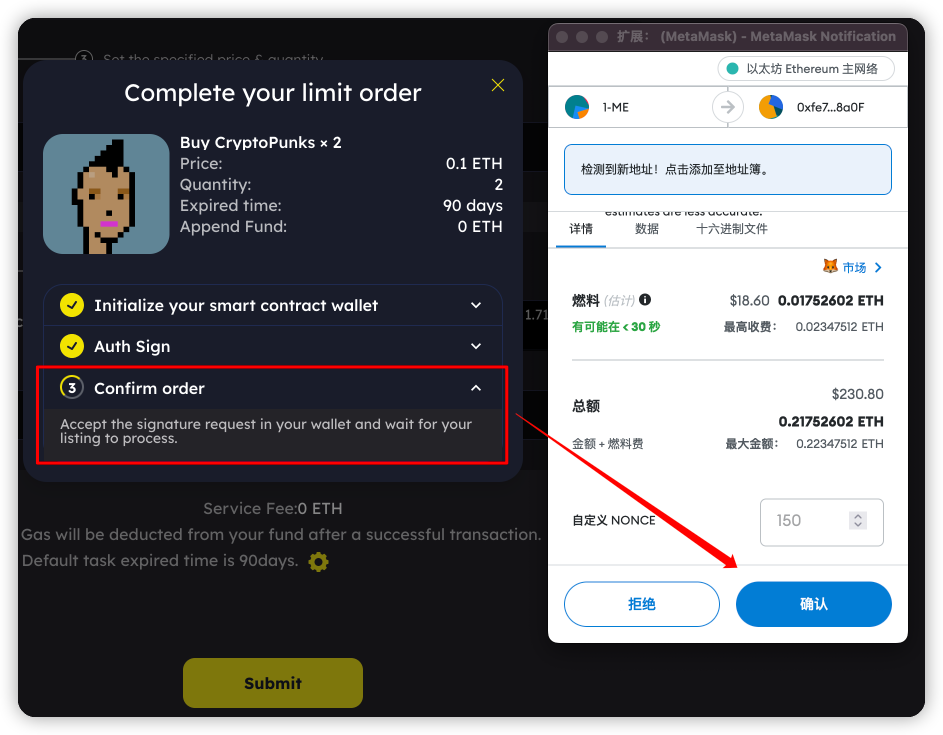 3 Set the specified price & quantity
Complete your limit order
Buy CryptoPunks × 2
Price: 0.1 ETH
Quantity: 2
Expired time: 90 days
Append Fund: 0 ETH
Initialize your smart contract wallet
Auth Sign
3 Confirm order
Accept the signature request in your wallet and wait for your
listing to process.
1.71
Service Fee:0 ETH
Gas will be deducted from your fund after a successful transaction.
Default task expired time is 90days.
Submit
扩展： (MetaMask) - MetaMask Notification
以太坊 Ethereum 主网络
1-ME
0xfe7...8a0F
检测到新地址！点击添加至地址簿。
estimates are less accurate.
详情 数据 十六进制文件
市场
燃料 (估计) $18.60 0.01752602 ETH
有可能在 < 30 秒 最高收费： 0.02347512 ETH
$230.80
总额
0.21752602 ETH
金额 + 燃料费 最大金额： 0.22347512 ETH
自定义 NONCE 150
拒绝 确认